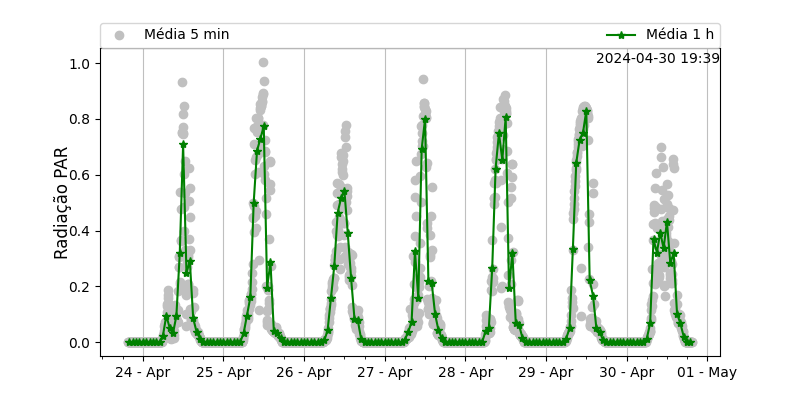 Média 5 min
Média 1 h
2024-04-30 19:39
Radiação PAR
1.0
0.8
0.6
0.4
0.2
0.0
24 - Apr
25 - Apr
26 - Apr
27 - Apr
28 - Apr
29 - Apr
30 - Apr
01 - May